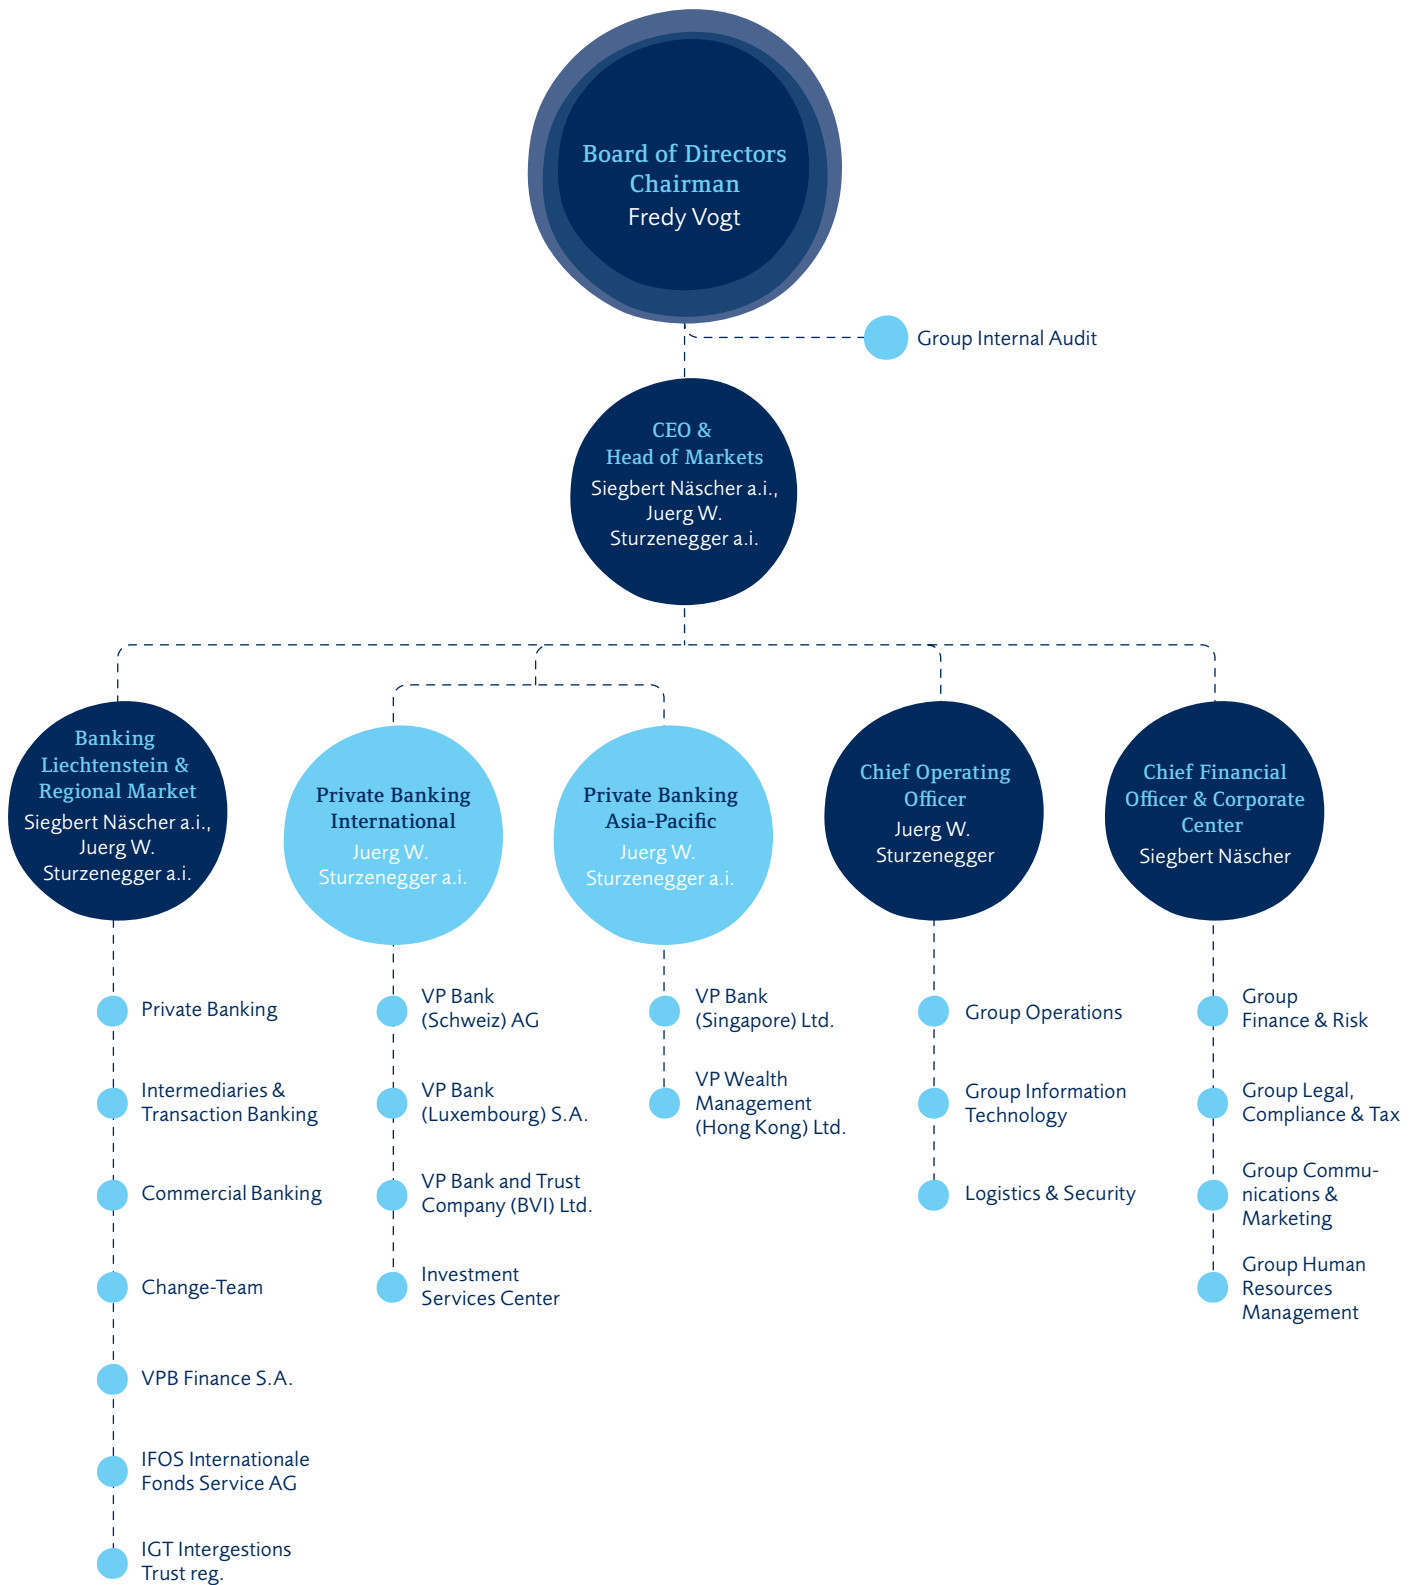 Board of Directors
Chairman
Fredy Vogt
Group Internal Audit
CEO &
Head of Markets
Siegbert Näscher a.i.,
Juerg W.
Sturzenegger a.i.
Banking
Liechtenstein &
Regional Market
Siegbert Näscher a.i.,
Juerg W.
Sturzenegger a.i.
Private Banking
International
Juerg W.
Sturzenegger a.i.
Private Banking
Asia-Pacific
Juerg W.
Sturzenegger a.i.
Chief Operating
Officer
Juerg W.
Sturzenegger
Chief Financial
Officer & Corporate
Center
Siegbert Näscher
Private Banking
Intermediaries &
Transaction Banking
Commercial Banking
Change-Team
VPB Finance S.A.
IFOS Internationale
Fonds Service AG
IGT Intergestions
Trust reg.
VP Bank
(Schweiz) AG
VP Bank
(Luxembourg) S.A.
VP Bank and Trust
Company (BVI) Ltd.
Investment
Services Center
VP Bank
(Singapore) Ltd.
VP Wealth
Management
(Hong Kong) Ltd.
Group Operations
Group Information
Technology
Logistics & Security
Group
Finance & Risk
Group Legal,
Compliance & Tax
Group Commu-
nications &
Marketing
Group Human
Resources
Management